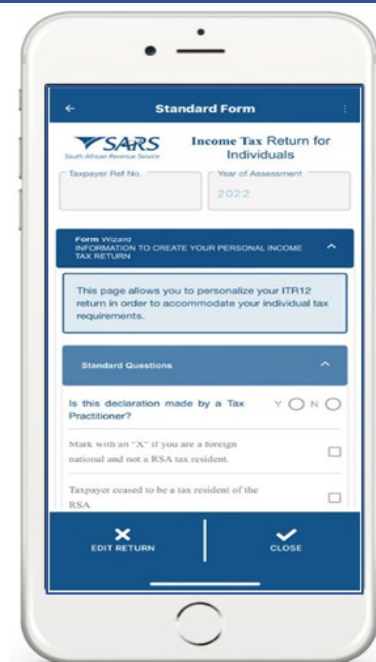 Standard Form
SARS
South African Revenue Service
Income Tax Return for
Individuals
Taxpayer Ref No.
Year of Assessment
2022
Form Wizard
INFORMATION TO CREATE YOUR PERSONAL INCOME
TAX RETURN
This page allows you to personalize your ITR12
return in order to accommodate your individual tax
requirements.
Standard Questions
Is this declaration made by a Tax
Practitioner?
Y N
Mark with an "X" if you are a foreign
national and not a RSA tax resident.
Taxpayer ceased to be a tax resident of the
RSA
EDIT RETURN
CLOSE